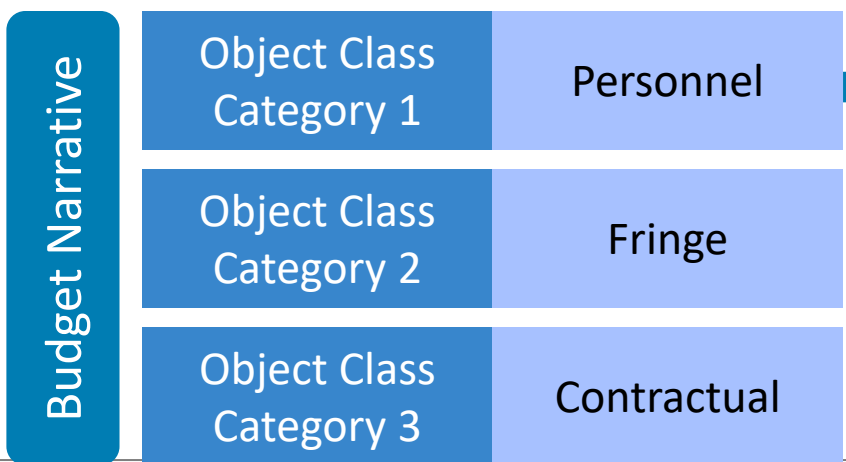 Budget Narrative
Object Class
Category 1
Personnel
Object Class
Category 2
Fringe
Object Class
Category 3
Contractual